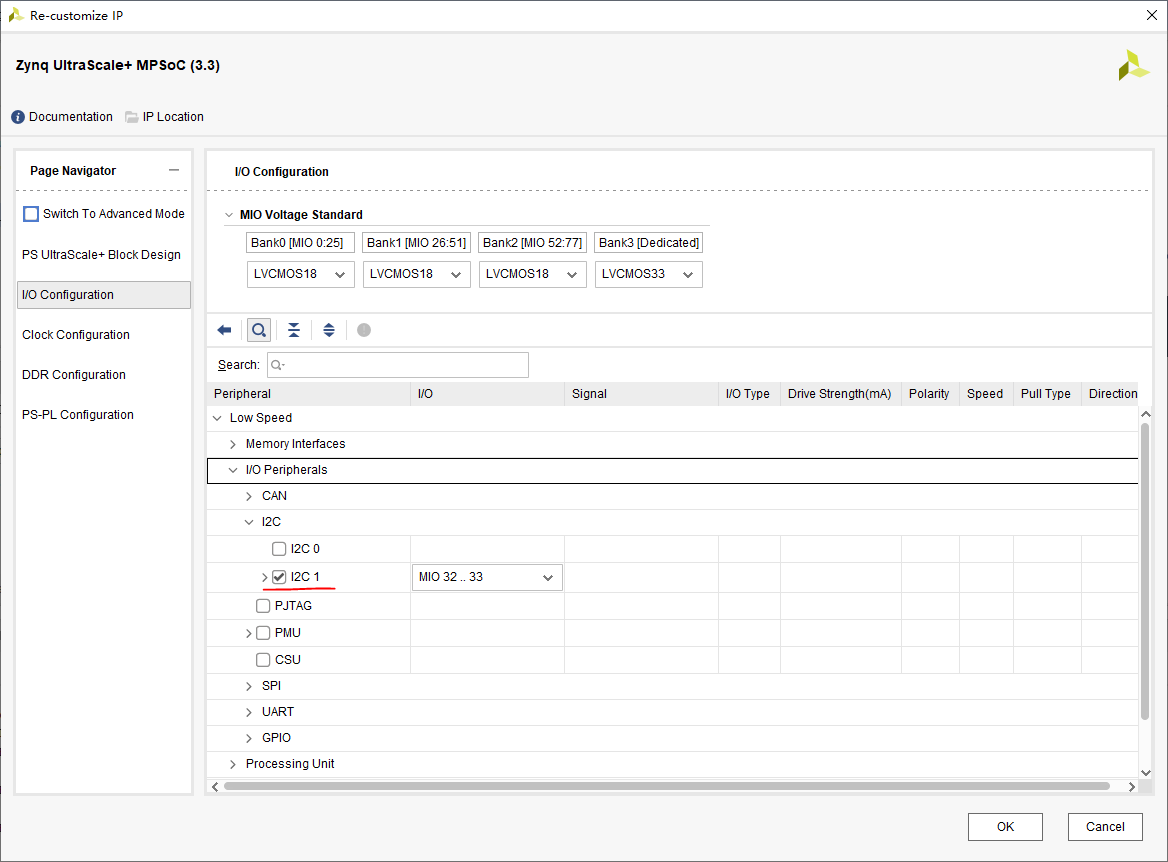 Re-customize IP
Zynq UltraScale+ MPSoC (3.3)
Documentation IP Location
Page Navigator
Switch To Advanced Mode
PS UltraScale+ Block Design
I/O Configuration
Clock Configuration
DDR Configuration
PS-PL Configuration
I/O Configuration
MIO Voltage Standard
Bank0 [MIO 0:25] Bank1 [MIO 26:51] Bank2 [MIO 52:77] Bank3 [Dedicated]
LVCMOS18 LVCMOS18 LVCMOS18 LVCMOS33
Search:
Peripheral I/O Signal I/O Type Drive Strength(mA) Polarity Speed Pull Type Direction
Low Speed
Memory Interfaces
I/O Peripherals
CAN
I2C
I2C 0
I2C 1 MIO 32 .. 33
PJTAG
PMU
CSU
SPI
UART
GPIO
Processing Unit
OK Cancel